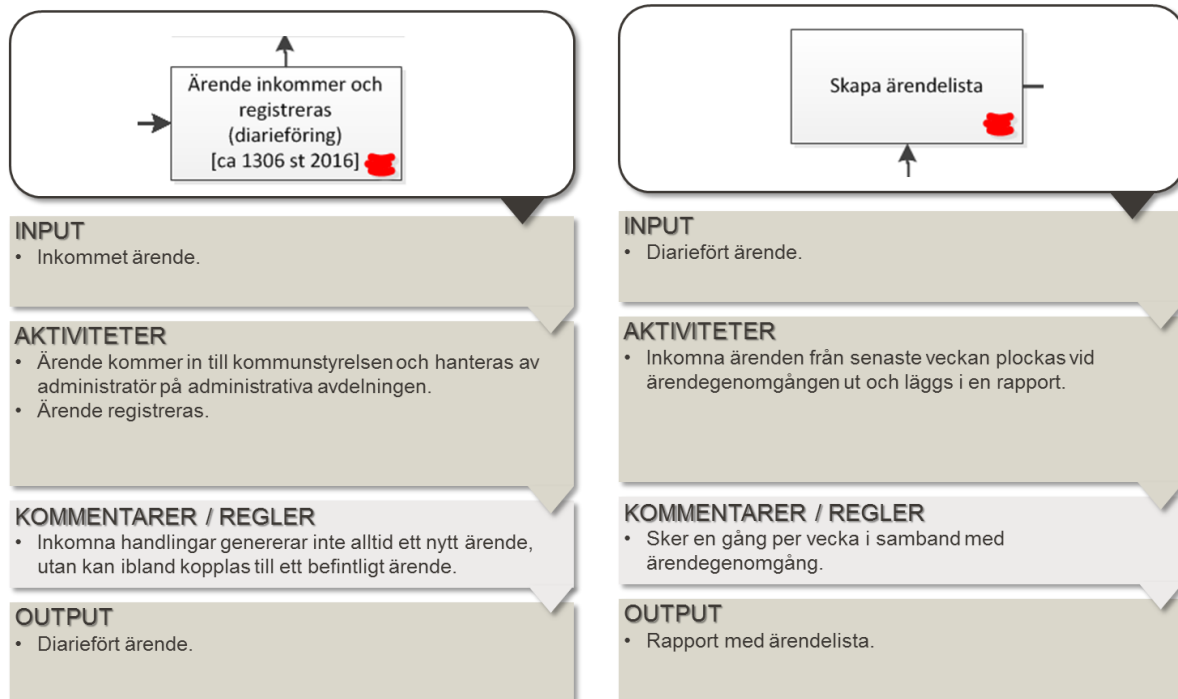 Ärende inkommer och
registreras
(diarieföring)
[ca 1306 st 2016]
INPUT
• Inkommet ärende.
AKTIVITETER
• Ärende kommer in till kommunstyrelsen och hanteras av
administratör på administrativa avdelningen.
• Ärende registreras.
KOMMENTARER / REGLER
• Inkomna handlingar genererar inte alltid ett nytt ärende,
utan kan ibland kopplas till ett befintligt ärende.
OUTPUT
• Diariefört ärende.
Skapa ärendelista
INPUT
• Diariefört ärende.
AKTIVITETER
• Inkomna ärenden från senaste veckan plockas vid
ärendegenomgången ut och läggs i en rapport.
KOMMENTARER / REGLER
• Sker en gång per vecka i samband med
ärendegenomgång.
OUTPUT
• Rapport med ärendelista.